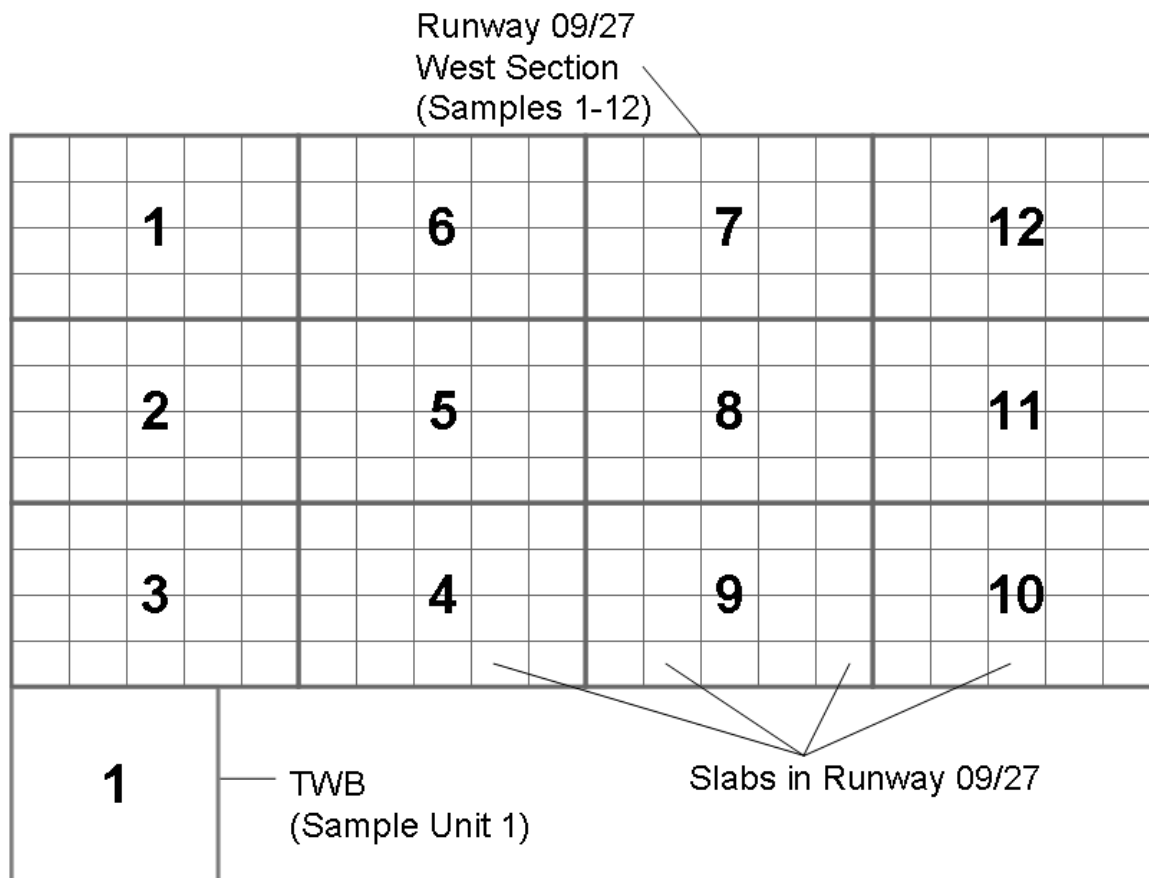 Runway 09/27
West Section
(Samples 1-12)
1 6 7 12
2 5 8 11
3 4 9 10
1
TWB
(Sample Unit 1)
Slabs in Runway 09/27